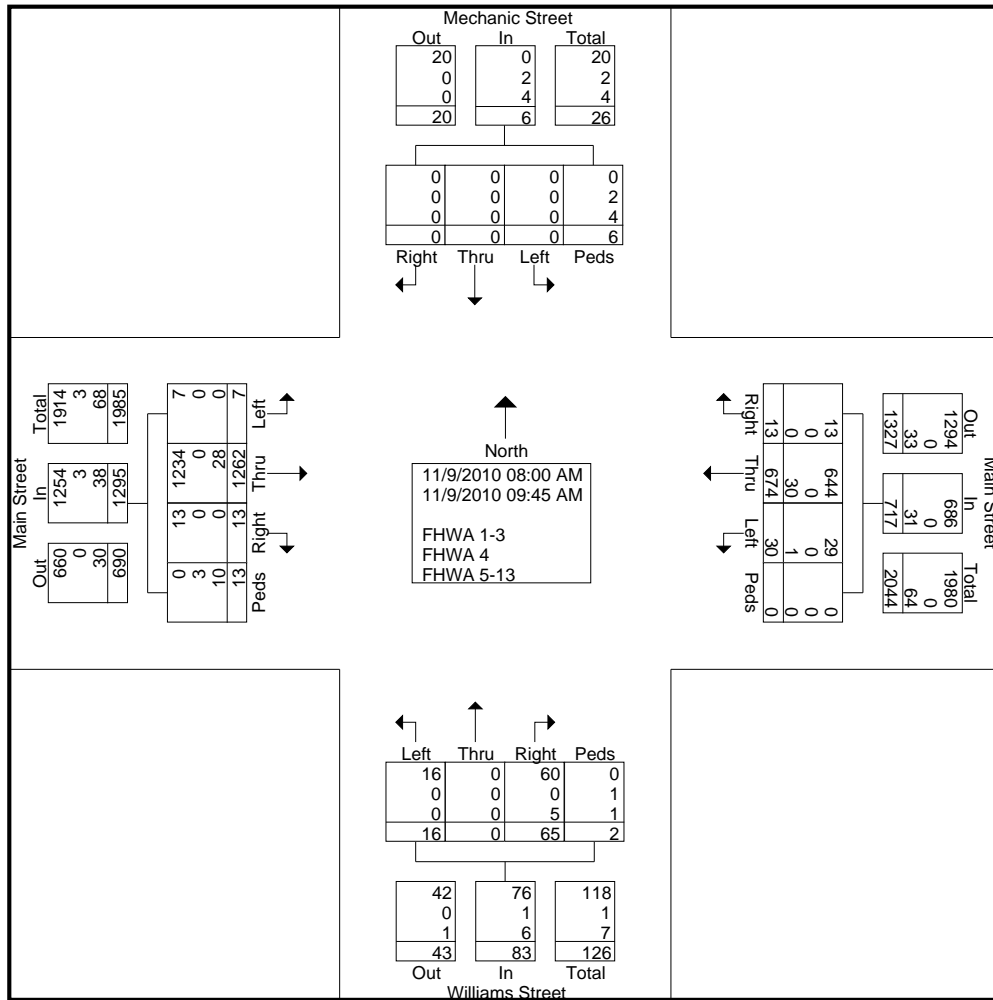 Mechanic Street
Out In Total
20 0 20
0 2 2
0 4 4
20 6 26
0 0 0 0
0 0 0 2
0 0 0 4
0 0 0 6
Right Thru Left Peds
Main Street
Total
1914 3 68 1985
In
1254 3 38 1295
Out
660 0 30 690
7 0 0 7
Left
1234 0 28 1262
Thru
13 0 0 13
Right
0 3 10 13
Peds
North
11/9/2010 08:00 AM
11/9/2010 09:45 AM
FHWA 1-3
FHWA 4
FHWA 5-13
Right
13 0 0 13
Thru
644 0 30 674
Left
29 0 1 30
Peds
0 0 0 0
Out
1294 0 33 1327
In
686 0 31 717
Total
1980 0 64 2044
Main Street
Left Thru Right Peds
16 0 60 0
0 0 0 1
0 0 5 1
16 0 65 2
42 76 118
0 1 1
1 6 7
43 83 126
Out In Total
Williams Street